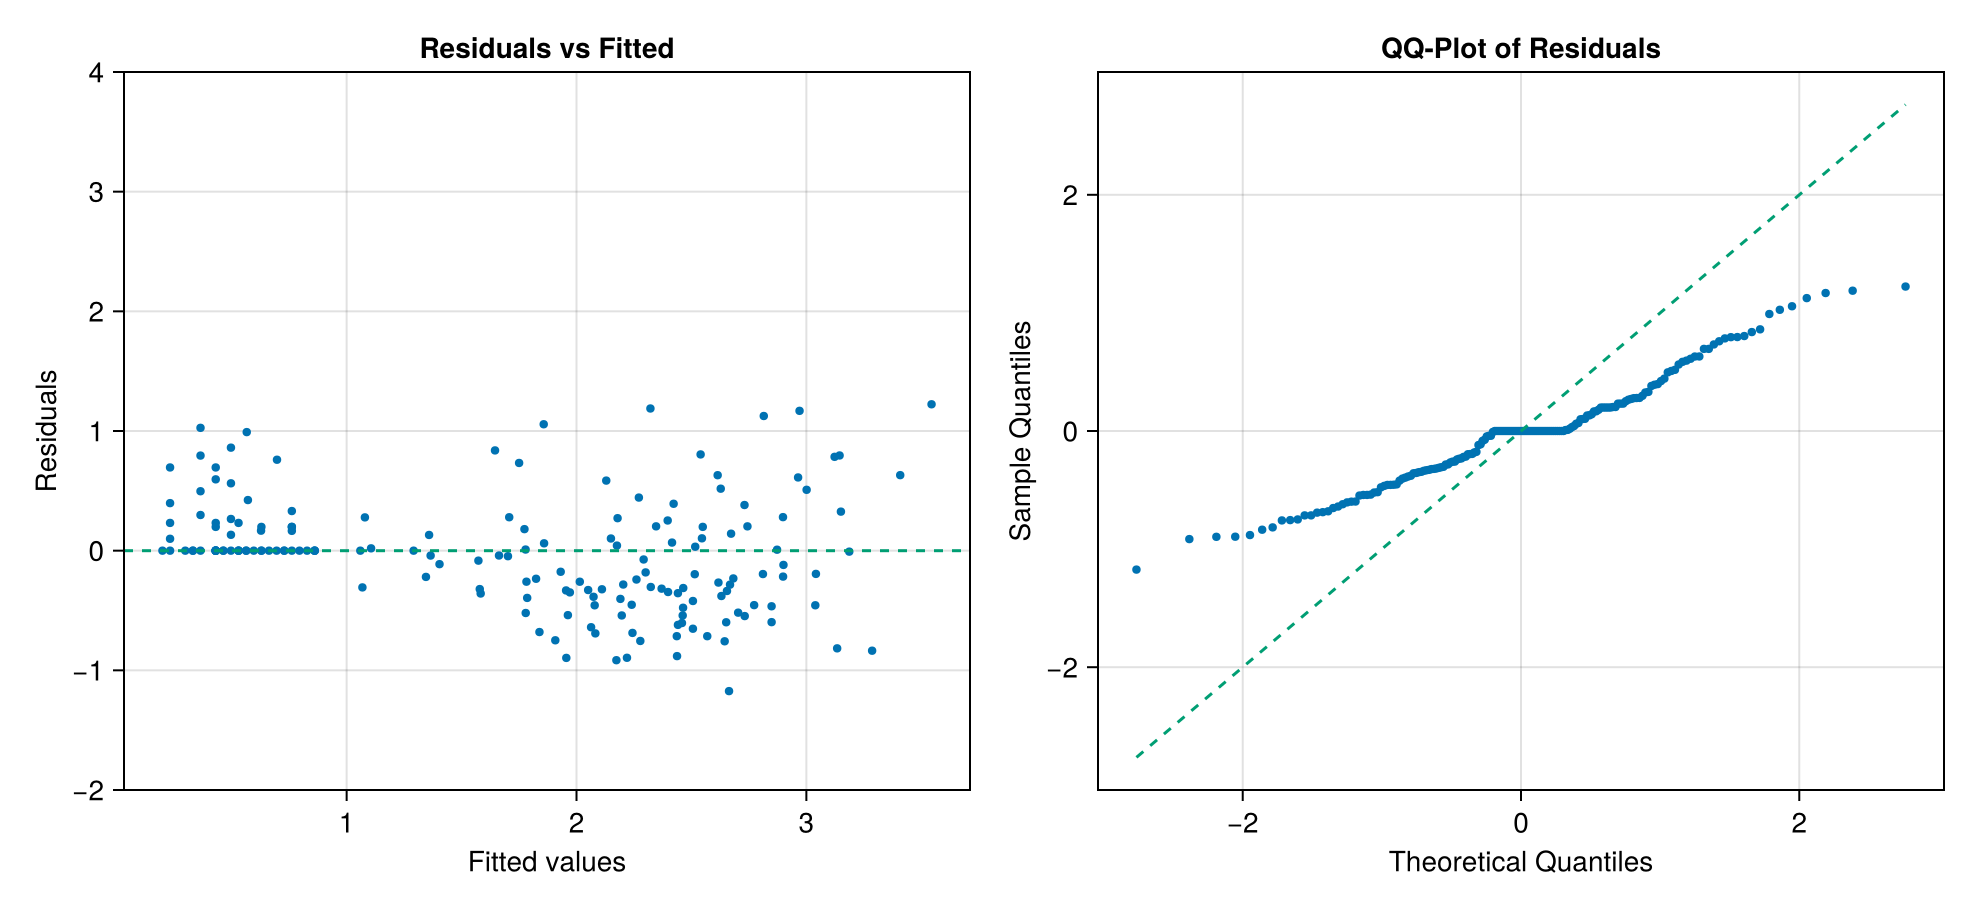 Residuals vs Fitted
4
3
2
1
0
−1
−2
Residuals
1
2
3
Fitted values
QQ-Plot of Residuals
2
0
−2
Sample Quantiles
−2
0
2
Theoretical Quantiles